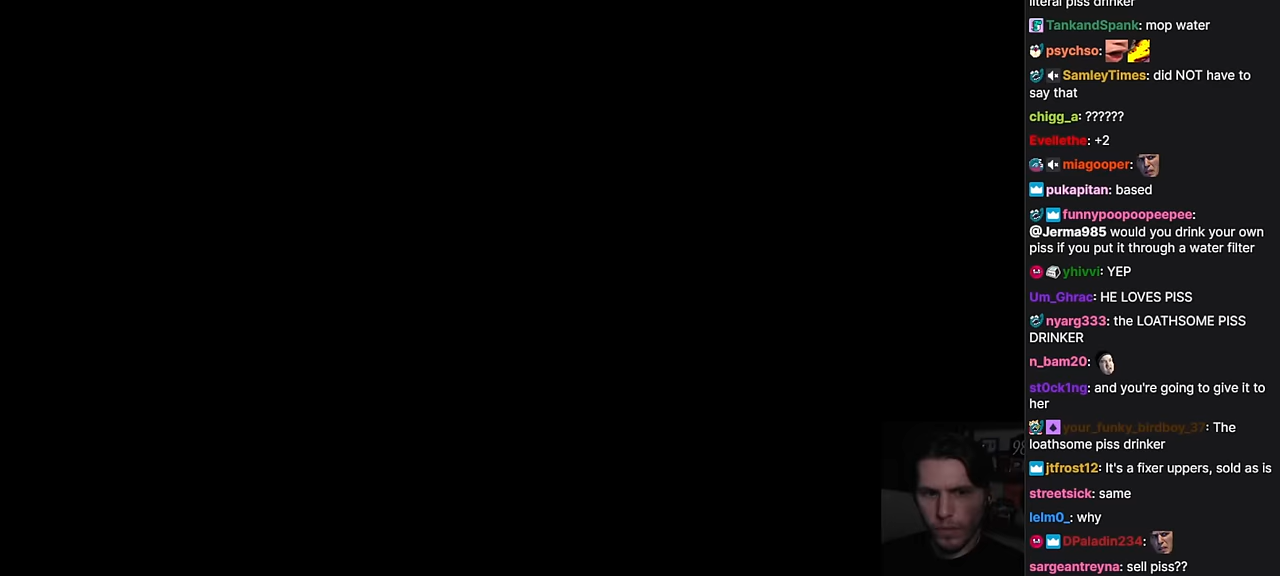 literal piss drinker
TankandSpank: mop water
psychso:
SamleyTimes: did NOT have to
say that
chigg_a: ??????
Evellethe: +2
miagooper:
pukapitan: based
funnypoopoopeepee:
@Jerma985 would you drink your own
piss if you put it through a water filter
yhivvi: YEP
Um_Ghrac: HE LOVES PISS
nyarg333: the LOATHSOME PISS
DRINKER
n_bam20:
st0ck1ng: and you're going to give it to
her
your_funky_birdboy_37: The
loathsome piss drinker
jtfrost12: It's a fixer uppers, sold as is
streetsick: same
lelm0_: why
DPaladin234:
sargeantreyna: sell piss??
98